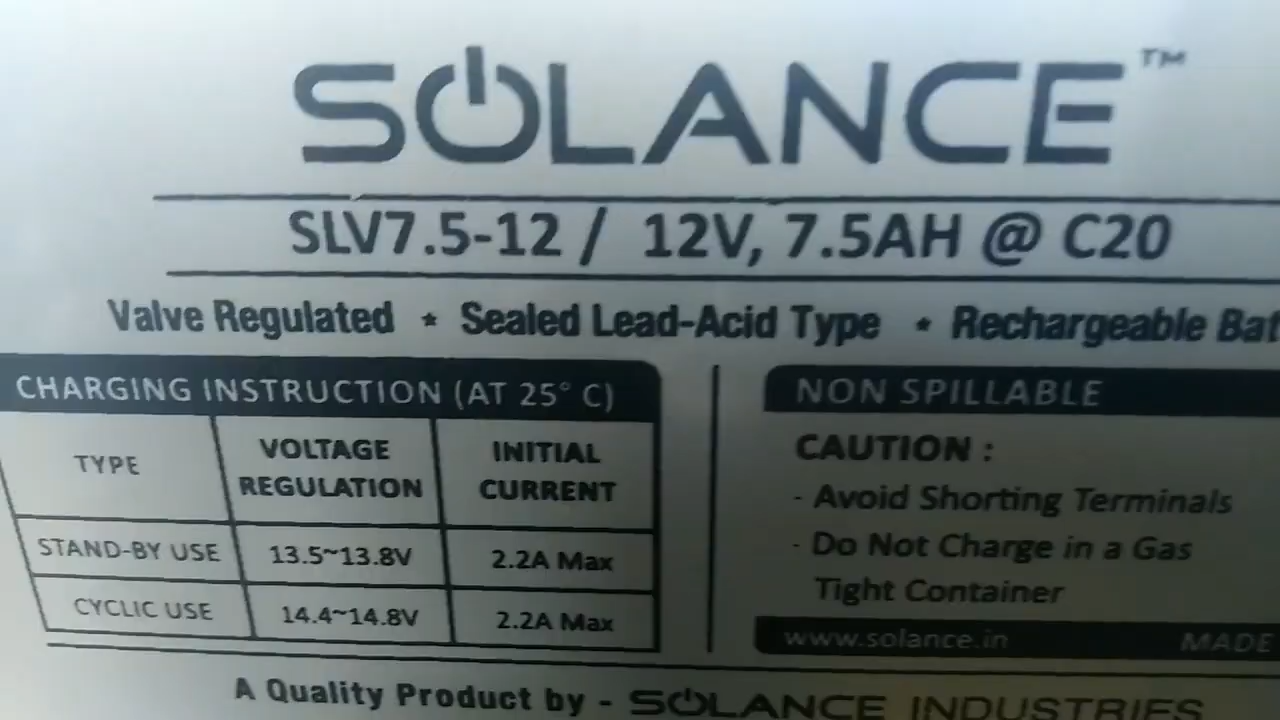 SOLANCE™
SLV7.5-12 / 12V, 7.5AH @ C20
Valve Regulated * Sealed Lead-Acid Type * Rechargeable
CHARGING INSTRUCTION (AT 25° C)
TYPE VOLTAGE REGULATION INITIAL CURRENT
STAND-BY USE 13.5~13.8V 2.2A Max
CYCLIC USE 14.4~14.8V 2.2A Max
NON SPILLABLE
CAUTION :
- Avoid Shorting Terminals
- Do Not Charge in a Gas
Tight Container
www.solance.in MADE
A Quality Product by - SOLANCE INDUSTRIES